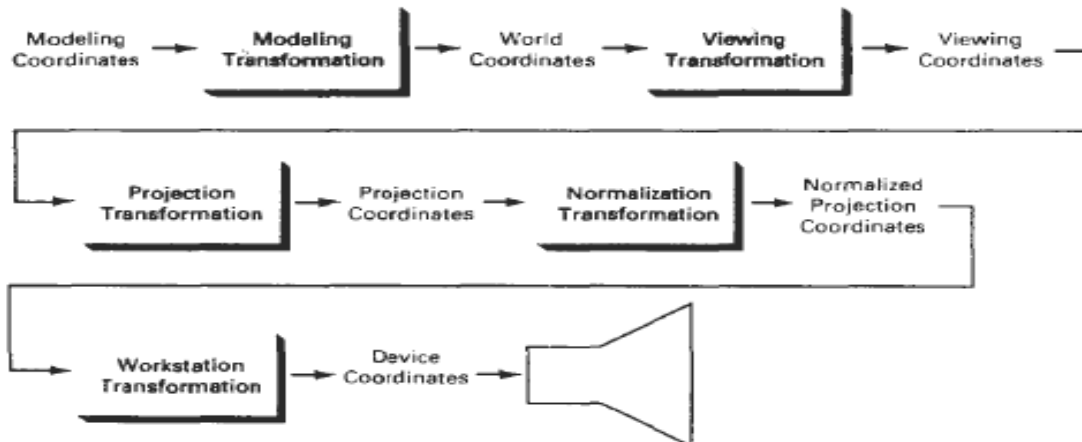 Modeling
Coordinates
Modeling
Transformation
World
Coordinates
Viewing
Transformation
Viewing
Coordinates
Projection
Transformation
Projection
Coordinates
Normalization
Transformation
Normalized
Projection
Coordinates
Workstation
Transformation
Device
Coordinates